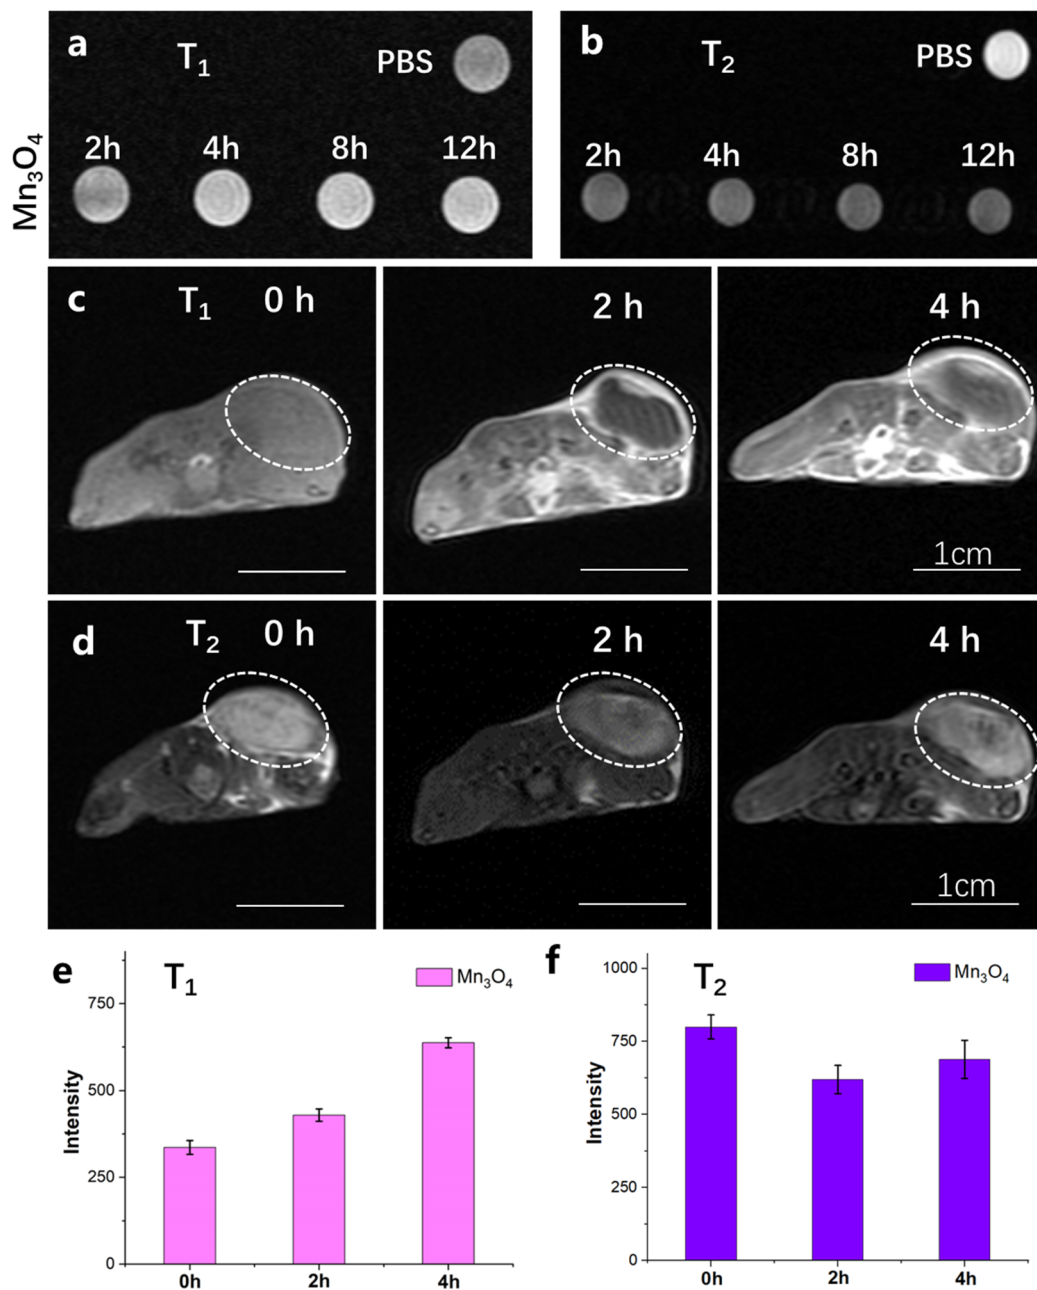 a T₁ PBS
2h 4h 8h 12h
Mn₃O₄
b T₂ PBS
2h 4h 8h 12h
c T₁ 0 h
2 h
4 h
1cm
d T₂ 0 h
2 h
4 h
1cm
e T₁ Mn₃O₄
Intensity
750
500
250
0
0h 2h 4h
f T₂ Mn₃O₄
Intensity
1000
750
500
250
0
0h 2h 4h